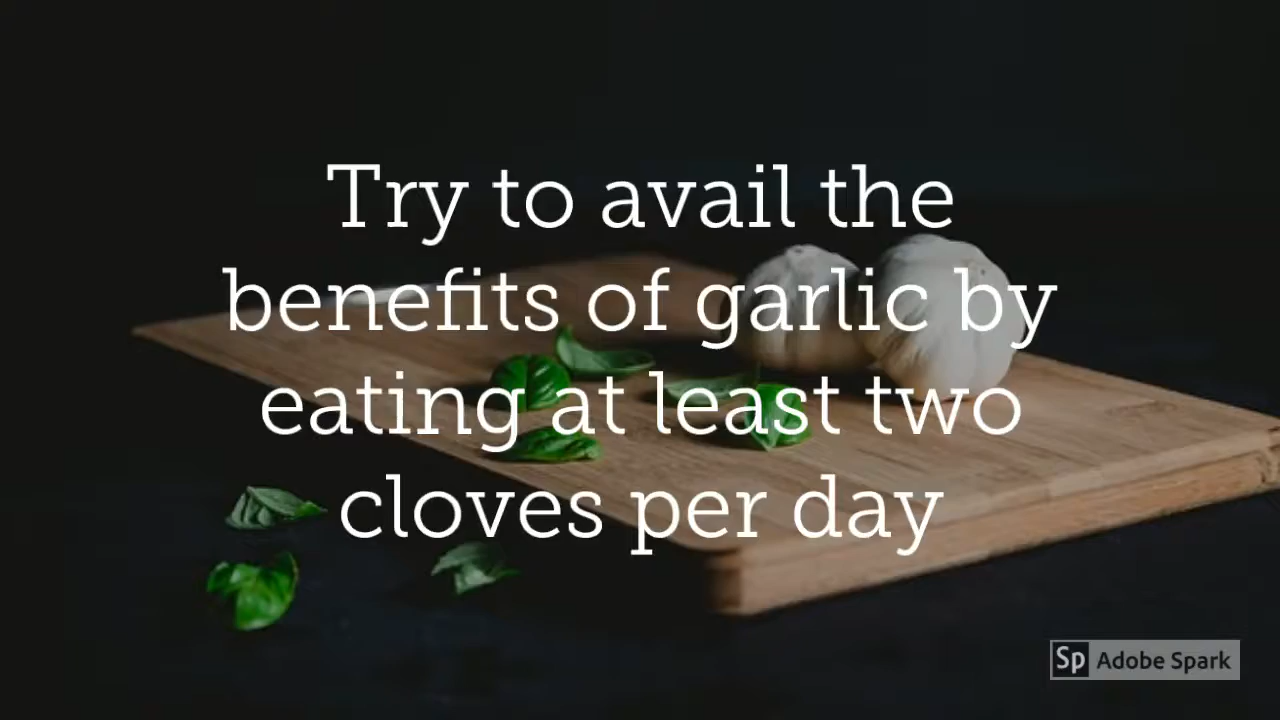 Try to avail the
benefits of garlic by
eating at least two
cloves per day
Sp Adobe Spark